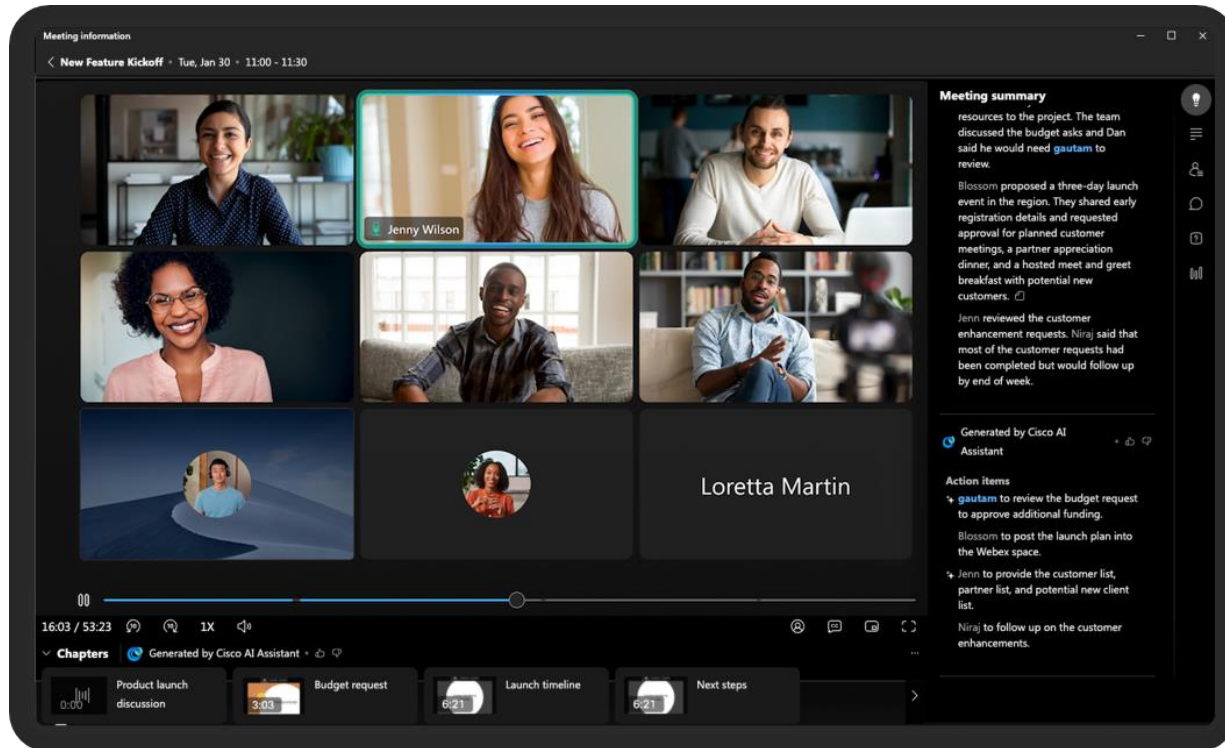 Meeting information
New Feature Kickoff • Tue, Jan 30 • 11:00 - 11:30
Jenny Wilson
Loretta Martin
16:03 / 53:23
10
10
1X
CC
Chapters
Generated by Cisco AI Assistant •
0:00
Product launch
discussion
3:03
Budget request
6:21
Launch timeline
6:21
Next steps
Meeting summary
resources to the project. The team
discussed the budget asks and Dan
said he would need gautam to
review.
Blossom proposed a three-day launch
event in the region. They shared early
registration details and requested
approval for planned customer
meetings, a partner appreciation
dinner, and a hosted meet and greet
breakfast with potential new
customers.
Jenn reviewed the customer
enhancement requests. Niraj said that
most of the customer requests had
been completed but would follow up
by end of week.
Generated by Cisco AI
Assistant
Action items
gautam to review the budget request
to approve additional funding.
Blossom to post the launch plan into
the Webex space.
Jenn to provide the customer list,
partner list, and potential new client
list.
Niraj to follow up on the customer
enhancements.